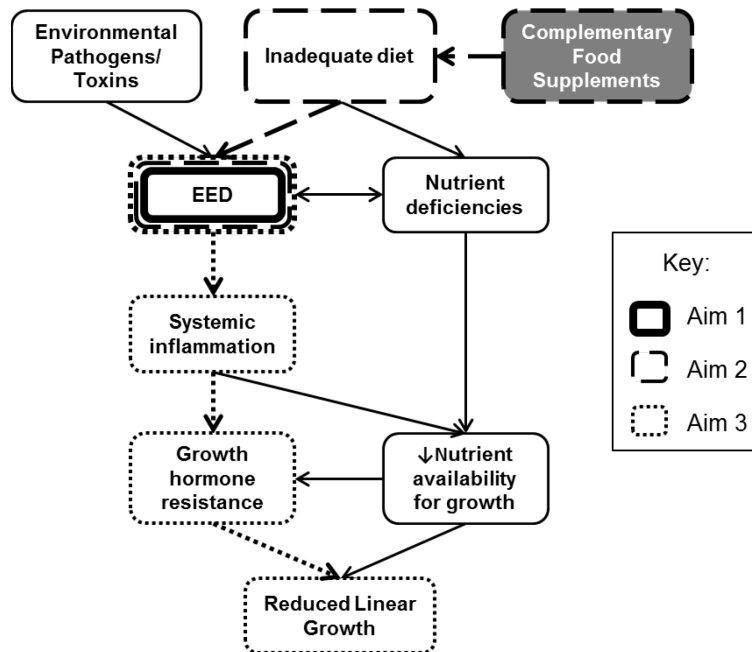 Environmental
Pathogens/
Toxins
Inadequate diet
Complementary
Food
Supplements
EED
Nutrient
deficiencies
Systemic
inflammation
Growth
hormone
resistance
↓Nutrient
availability
for growth
Reduced Linear
Growth
Key:
Aim 1
Aim 2
Aim 3